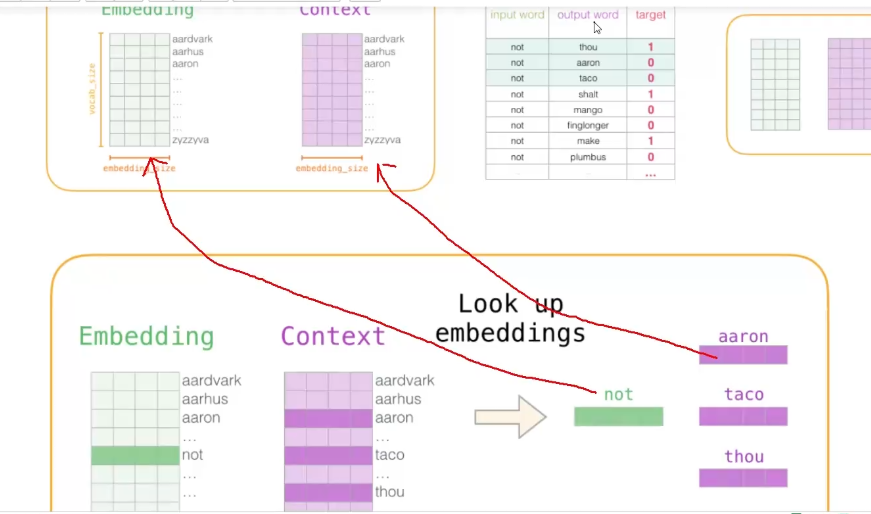 Embedding
Context
aardvark
aarhus
aaron
...
...
...
...
zyzzyva
vocab_size
embedding_size
aardvark
aarhus
aaron
...
...
...
...
zyzzyva
embedding_size
input word output word target
not thou 1
not aaron 0
not taco 0
not shalt 1
not mango 0
not finglonger 0
not make 1
not plumbus 0
...
Look up
embeddings
Embedding
Context
aardvark
aarhus
aaron
...
not
...
...
aardvark
aarhus
aaron
...
taco
...
thou
not
aaron
taco
thou